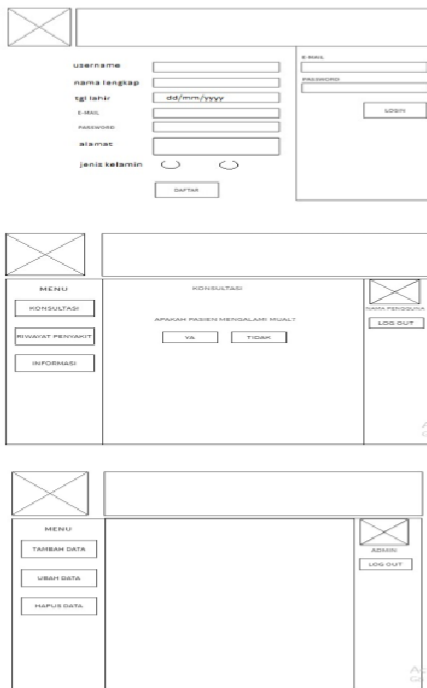 username
nama lengkap
tgl lahir dd/mm/yyyy
E-MAIL
PASSWORD
alamat
jenis kelamin
DAFTAR
E-MAIL
PASSWORD
LOGIN
MENU
KONSULTASI
RIWAYAT PENYAKIT
INFORMASI
KONSULTASI
APAKAH PASIEN MENGALAMI MUAL?
YA TIDAK
NAMA PENGGUNA
LOG OUT
MENU
TAMBAH DATA
UBAH DATA
HAPUS DATA
ADMIN
LOG OUT